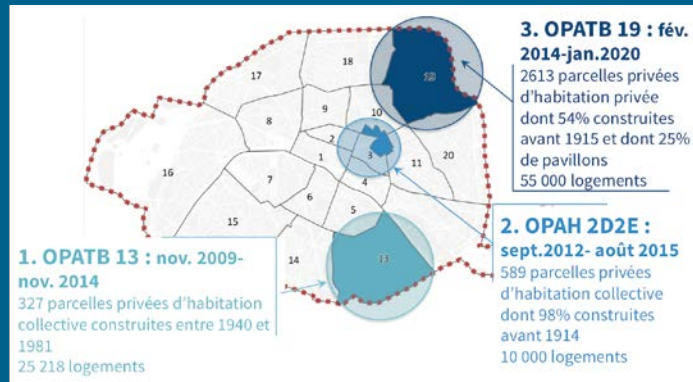 3. OPATB 19 : fév.
2014-jan.2020
2613 parcelles privées
d'habitation privée
dont 54% construites
avant 1915 et dont 25%
de pavillons
55 000 logements
17
18
19
9
10
8
2
1
3
16
7
11
20
6
4
15
5
14
13
2. OPAH 2D2E :
sept.2012- août 2015
589 parcelles privées
d'habitation collective
dont 98% construites
avant 1914
10 000 logements
1. OPATB 13 : nov. 2009-
nov. 2014
327 parcelles privées d'habitation
collective construites entre 1940 et
1981
25 218 logements